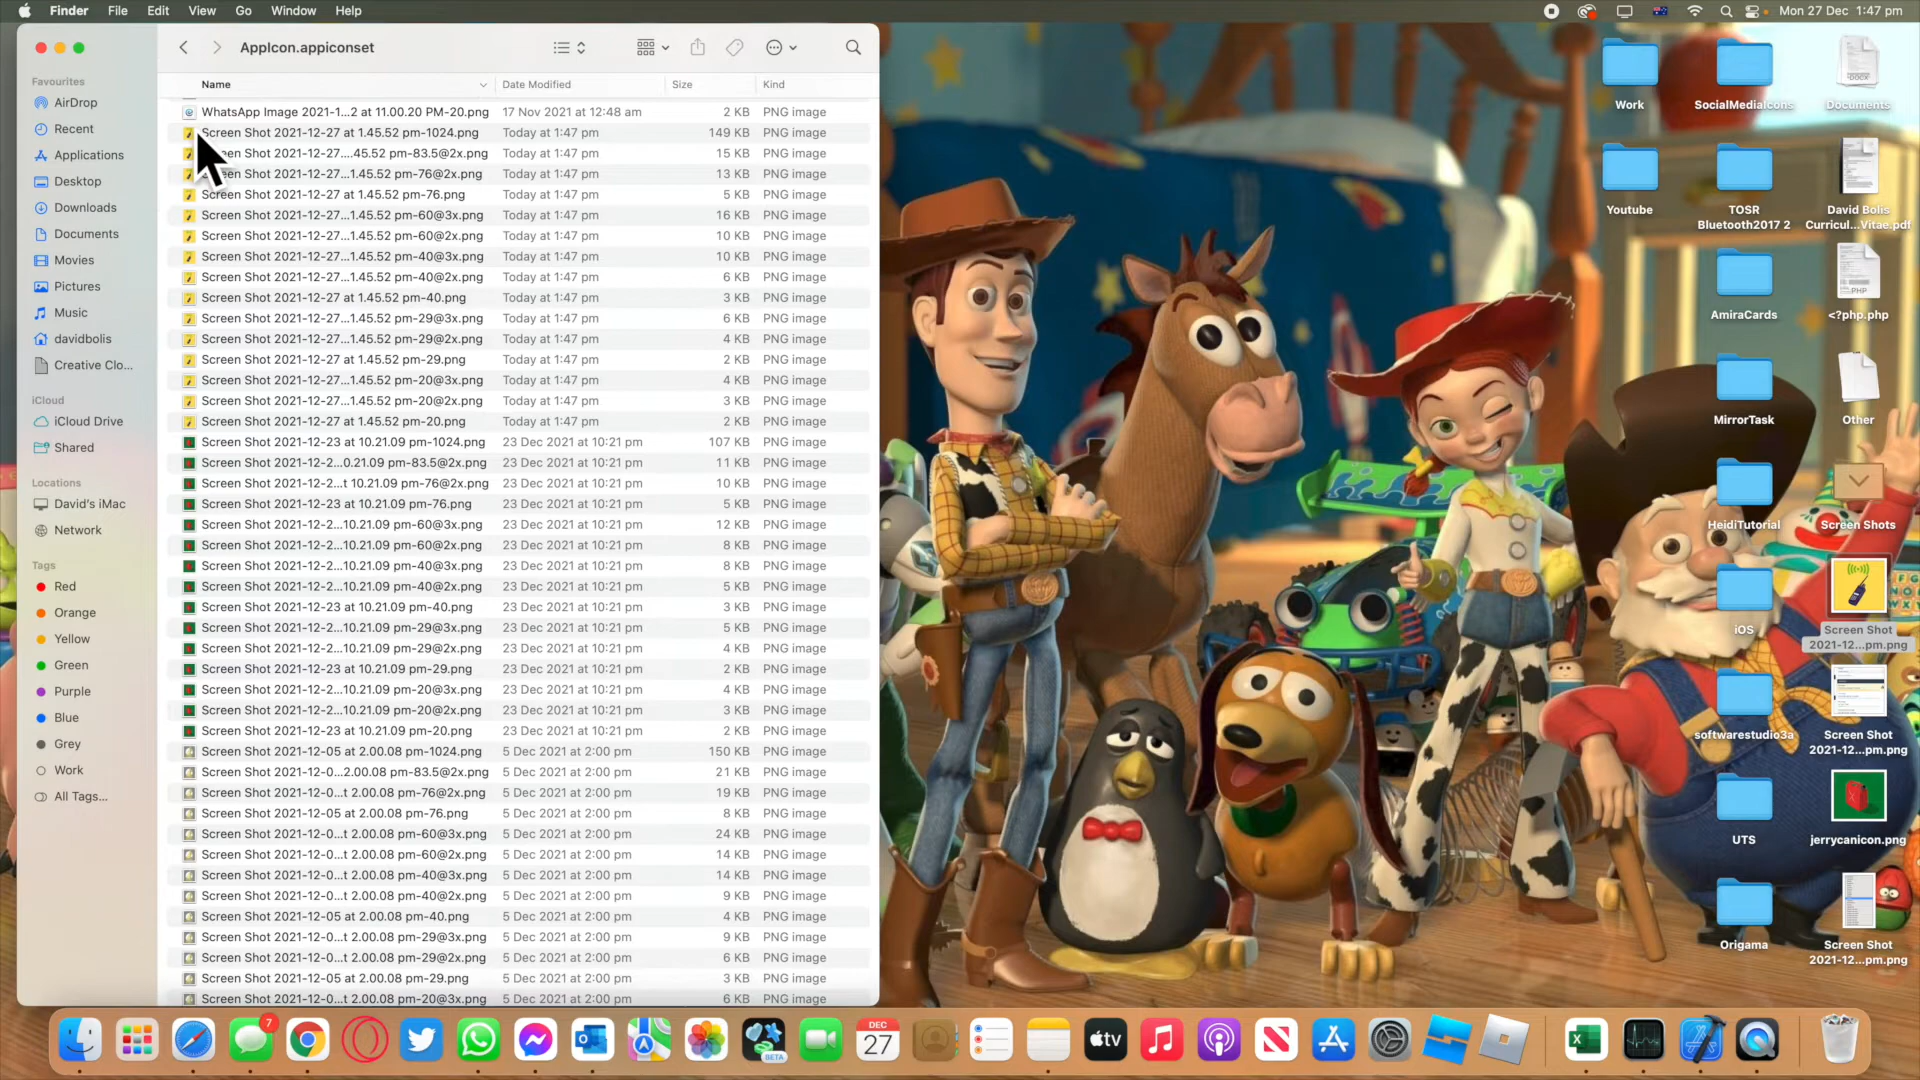 Finder File Edit View Go Window Help
Mon 27 Dec 1:47 pm
AppIcon.appiconset
Name Date Modified Size Kind
Favourites
AirDrop
Recent
Applications
Desktop
Downloads
Documents
Movies
Pictures
Music
davidbolis
Creative Clo...
iCloud
iCloud Drive
Shared
Locations
David's iMac
Network
Tags
Red
Orange
Yellow
Green
Purple
Blue
Grey
Work
All Tags...
WhatsApp Image 2021-1...2 at 11.00.20 PM-20.png 17 Nov 2021 at 12:48 am 2 KB PNG image
Screen Shot 2021-12-27 at 1.45.52 pm-1024.png Today at 1:47 pm 149 KB PNG image
en Shot 2021-12-27....45.52 pm-83.5@2x.png Today at 1:47 pm 15 KB PNG image
en Shot 2021-12-27...1.45.52 pm-76@2x.png Today at 1:47 pm 13 KB PNG image
Screen Shot 2021-12-27 at 1.45.52 pm-76.png Today at 1:47 pm 5 KB PNG image
Screen Shot 2021-12-27...1.45.52 pm-60@3x.png Today at 1:47 pm 16 KB PNG image
Screen Shot 2021-12-27...1.45.52 pm-60@2x.png Today at 1:47 pm 10 KB PNG image
Screen Shot 2021-12-27...1.45.52 pm-40@3x.png Today at 1:47 pm 10 KB PNG image
Screen Shot 2021-12-27...1.45.52 pm-40@2x.png Today at 1:47 pm 6 KB PNG image
Screen Shot 2021-12-27 at 1.45.52 pm-40.png Today at 1:47 pm 3 KB PNG image
Screen Shot 2021-12-27...1.45.52 pm-29@3x.png Today at 1:47 pm 6 KB PNG image
Screen Shot 2021-12-27...1.45.52 pm-29@2x.png Today at 1:47 pm 4 KB PNG image
Screen Shot 2021-12-27 at 1.45.52 pm-29.png Today at 1:47 pm 2 KB PNG image
Screen Shot 2021-12-27...1.45.52 pm-20@3x.png Today at 1:47 pm 4 KB PNG image
Screen Shot 2021-12-27...1.45.52 pm-20@2x.png Today at 1:47 pm 3 KB PNG image
Screen Shot 2021-12-27 at 1.45.52 pm-20.png Today at 1:47 pm 2 KB PNG image
Screen Shot 2021-12-23 at 10.21.09 pm-1024.png 23 Dec 2021 at 10:21 pm 107 KB PNG image
Screen Shot 2021-12-2...0.21.09 pm-83.5@2x.png 23 Dec 2021 at 10:21 pm 11 KB PNG image
Screen Shot 2021-12-2...t 10.21.09 pm-76@2x.png 23 Dec 2021 at 10:21 pm 10 KB PNG image
Screen Shot 2021-12-23 at 10.21.09 pm-76.png 23 Dec 2021 at 10:21 pm 5 KB PNG image
Screen Shot 2021-12-2...10.21.09 pm-60@3x.png 23 Dec 2021 at 10:21 pm 12 KB PNG image
Screen Shot 2021-12-2...10.21.09 pm-60@2x.png 23 Dec 2021 at 10:21 pm 8 KB PNG image
Screen Shot 2021-12-2...10.21.09 pm-40@3x.png 23 Dec 2021 at 10:21 pm 8 KB PNG image
Screen Shot 2021-12-2...10.21.09 pm-40@2x.png 23 Dec 2021 at 10:21 pm 5 KB PNG image
Screen Shot 2021-12-23 at 10.21.09 pm-40.png 23 Dec 2021 at 10:21 pm 3 KB PNG image
Screen Shot 2021-12-2...10.21.09 pm-29@3x.png 23 Dec 2021 at 10:21 pm 5 KB PNG image
Screen Shot 2021-12-2...10.21.09 pm-29@2x.png 23 Dec 2021 at 10:21 pm 4 KB PNG image
Screen Shot 2021-12-23 at 10.21.09 pm-29.png 23 Dec 2021 at 10:21 pm 2 KB PNG image
Screen Shot 2021-12-2...10.21.09 pm-20@3x.png 23 Dec 2021 at 10:21 pm 4 KB PNG image
Screen Shot 2021-12-2...10.21.09 pm-20@2x.png 23 Dec 2021 at 10:21 pm 3 KB PNG image
Screen Shot 2021-12-23 at 10.21.09 pm-20.png 23 Dec 2021 at 10:21 pm 2 KB PNG image
Screen Shot 2021-12-05 at 2.00.08 pm-1024.png 5 Dec 2021 at 2:00 pm 150 KB PNG image
Screen Shot 2021-12-0...2.00.08 pm-83.5@2x.png 5 Dec 2021 at 2:00 pm 21 KB PNG image
Screen Shot 2021-12-0...t 2.00.08 pm-76@2x.png 5 Dec 2021 at 2:00 pm 19 KB PNG image
Screen Shot 2021-12-05 at 2.00.08 pm-76.png 5 Dec 2021 at 2:00 pm 8 KB PNG image
Screen Shot 2021-12-0...t 2.00.08 pm-60@3x.png 5 Dec 2021 at 2:00 pm 24 KB PNG image
Screen Shot 2021-12-0...t 2.00.08 pm-60@2x.png 5 Dec 2021 at 2:00 pm 14 KB PNG image
Screen Shot 2021-12-0...t 2.00.08 pm-40@3x.png 5 Dec 2021 at 2:00 pm 14 KB PNG image
Screen Shot 2021-12-0...t 2.00.08 pm-40@2x.png 5 Dec 2021 at 2:00 pm 9 KB PNG image
Screen Shot 2021-12-05 at 2.00.08 pm-40.png 5 Dec 2021 at 2:00 pm 4 KB PNG image
Screen Shot 2021-12-0...t 2.00.08 pm-29@3x.png 5 Dec 2021 at 2:00 pm 9 KB PNG image
Screen Shot 2021-12-0...t 2.00.08 pm-29@2x.png 5 Dec 2021 at 2:00 pm 6 KB PNG image
Screen Shot 2021-12-05 at 2.00.08 pm-29.png 5 Dec 2021 at 2:00 pm 3 KB PNG image
Screen Shot 2021-12-0...t 2.00.08 pm-20@3x.png 5 Dec 2021 at 2:00 pm 6 KB PNG image
Work
SocialMediaIcons
DOCX
Documents
Youtube
TOSR
Bluetooth2017 2
David Bolis
Curricul...Vitae.pdf
AmiraCards
PHP
<?php.php
MirrorTask
Other
HeidiTutorial
Screen Shots
iOS
Screen Shot
2021-12...pm.png
softwarestudio3a
Screen Shot
2021-12...pm.png
UTS
jerrycanicon.png
Origama
Screen Shot
2021-12...pm.png
7
BETA
DEC
27
tv